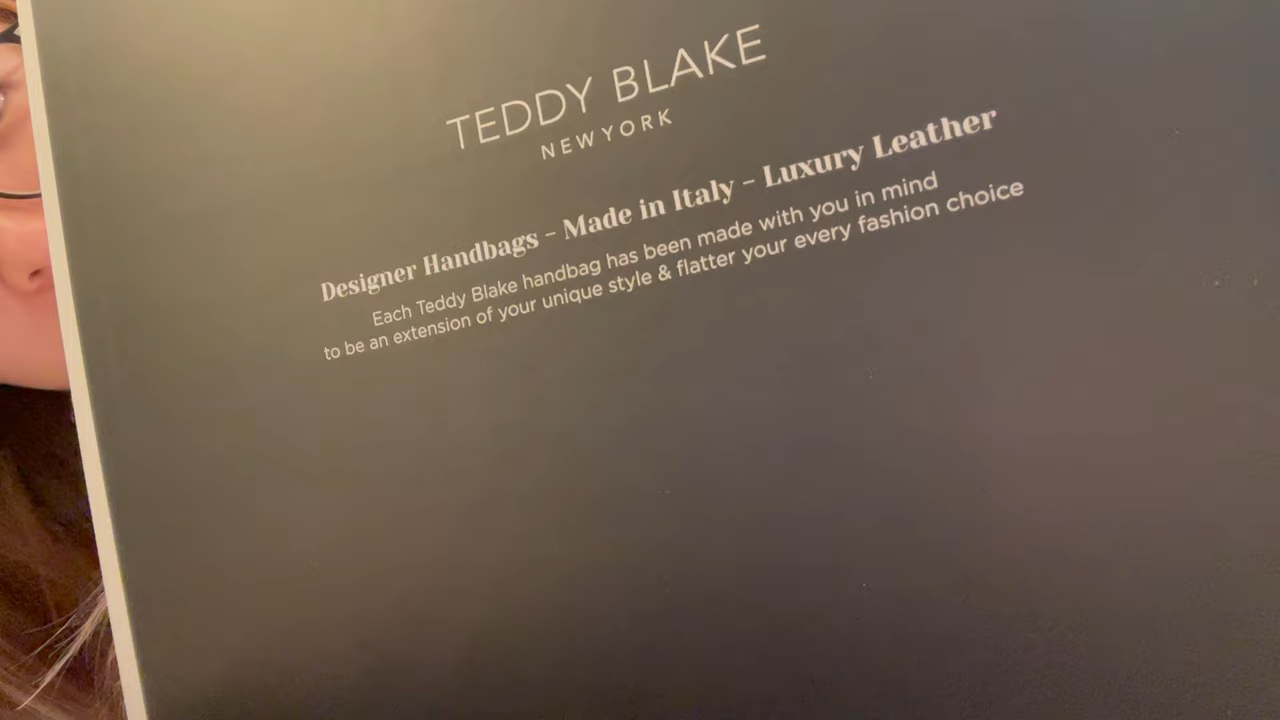 TEDDY BLAKE
NEWYORK
Designer Handbags - Made in Italy - Luxury Leather
Each Teddy Blake handbag has been made with you in mind
to be an extension of your unique style & flatter your every fashion choice